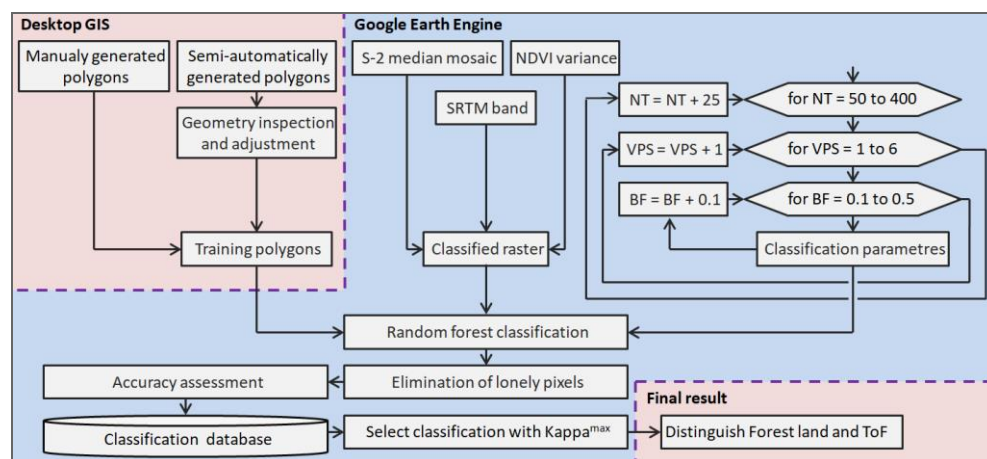 Desktop GIS
Manualy generated
polygons
Semi-automatically
generated polygons
Geometry inspection
and adjustment
Training polygons
Google Earth Engine
S-2 median mosaic
NDVI variance
SRTM band
Classified raster
NT = NT + 25
for NT = 50 to 400
VPS = VPS + 1
for VPS = 1 to 6
BF = BF + 0.1
for BF = 0.1 to 0.5
Classification parametres
Random forest classification
Elimination of lonely pixels
Accuracy assessment
Classification database
Select classification with Kappa^max
Final result
Distinguish Forest land and ToF